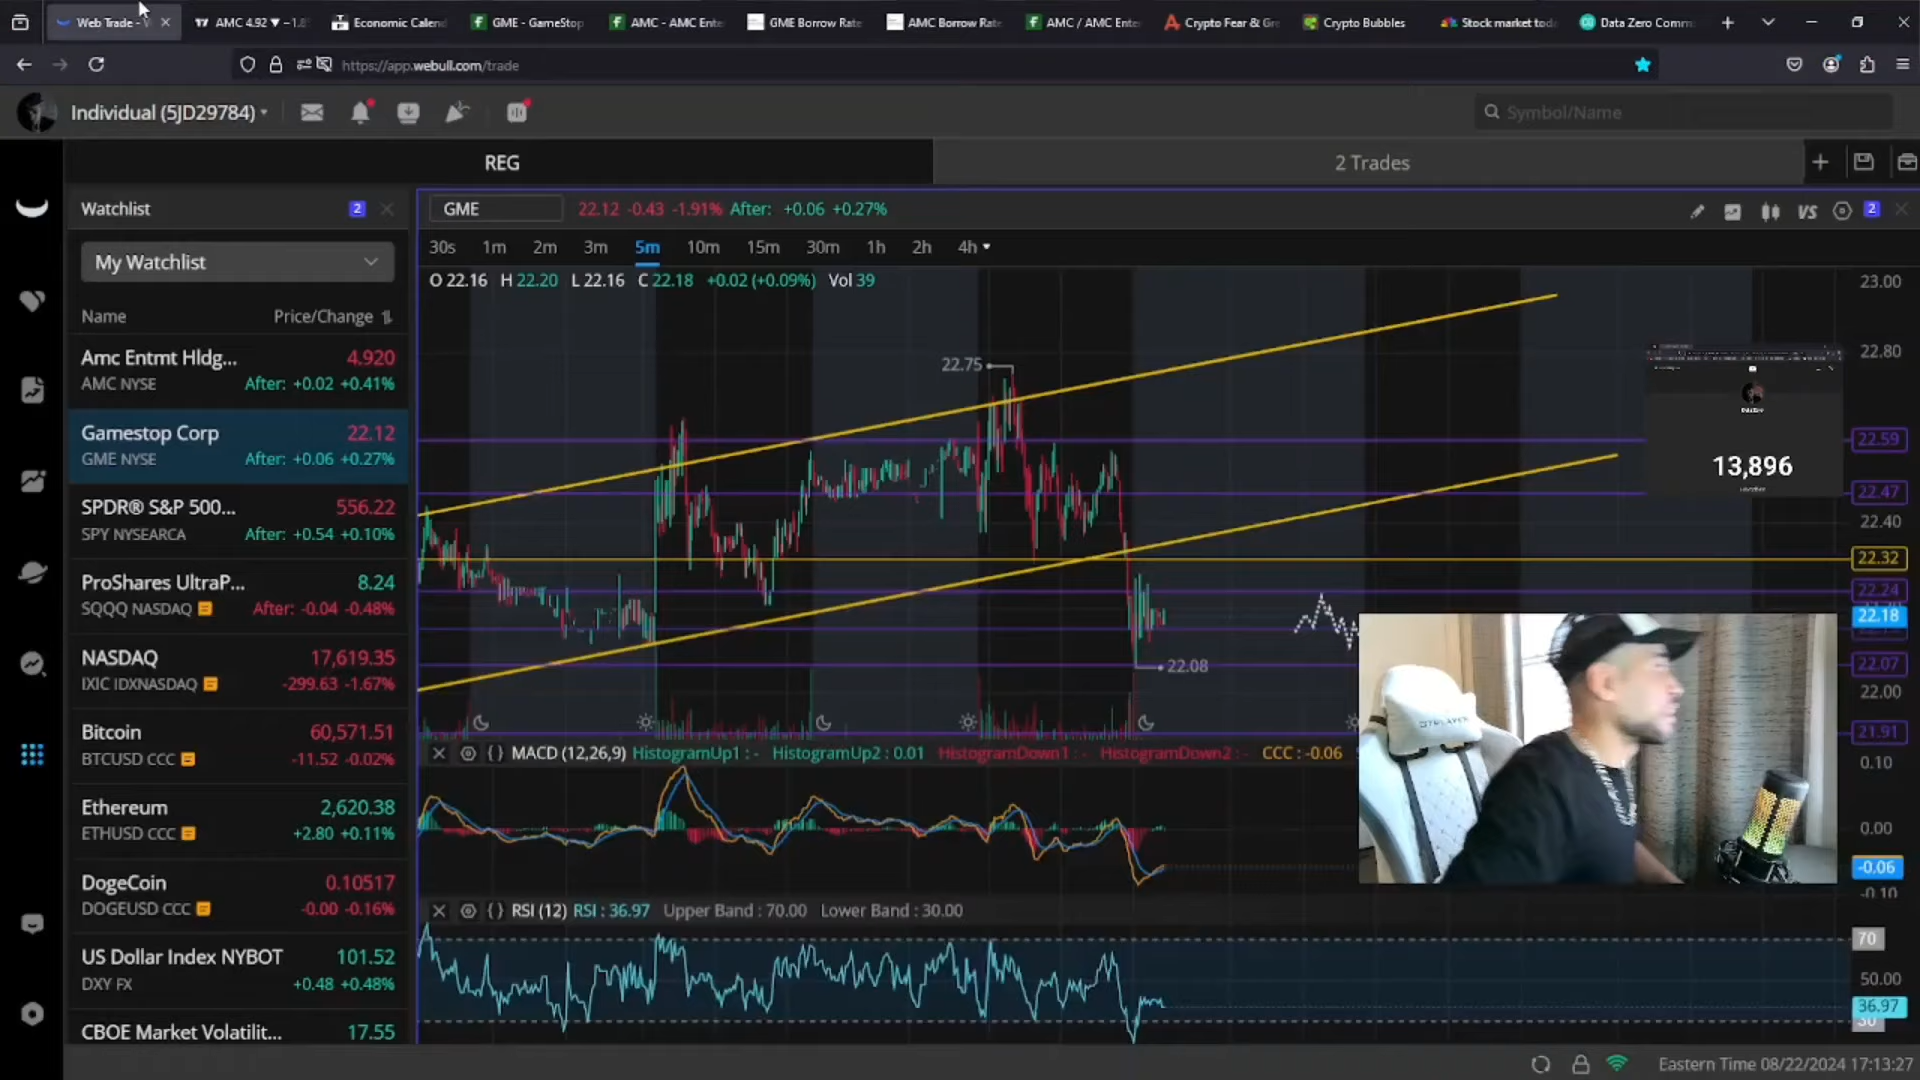 Web Trade -
AMC 4.92 ▼ −1.8
Economic Calend
GME - GameStop
AMC - AMC Ente
GME Borrow Rate
AMC Borrow Rate
AMC / AMC Ente
Crypto Fear & Gr
Crypto Bubbles
Stock market tod
Data Zero Comm
https://app.webull.com/trade
Individual (5JD29784)
Symbol/Name
REG
2 Trades
Watchlist
2
GME
22.12 -0.43 -1.91% After: +0.06 +0.27%
VS
2
My Watchlist
30s 1m 2m 3m 5m 10m 15m 30m 1h 2h 4h
O 22.16 H 22.20 L 22.16 C 22.18 +0.02 (+0.09%) Vol 39
Name
Price/Change
Amc Entmt Hldg...
4.920
AMC NYSE
After: +0.02 +0.41%
Gamestop Corp
22.12
GME NYSE
After: +0.06 +0.27%
SPDR® S&P 500...
556.22
SPY NYSEARCA
After: +0.54 +0.10%
ProShares UltraP...
8.24
SQQQ NASDAQ
After: -0.04 -0.48%
NASDAQ
17,619.35
IXIC IDXNASDAQ
-299.63 -1.67%
Bitcoin
60,571.51
BTCUSD CCC
-11.52 -0.02%
Ethereum
2,620.38
ETHUSD CCC
+2.80 +0.11%
DogeCoin
0.10517
DOGEUSD CCC
-0.00 -0.16%
US Dollar Index NYBOT
101.52
DXY FX
+0.48 +0.48%
CBOE Market Volatilit...
17.55
22.75
22.08
23.00
22.80
22.59
22.47
22.40
22.32
22.24
22.18
22.07
22.00
21.91
13,896
MACD (12,26,9) HistogramUp1 : - HistogramUp2 : 0.01 HistogramDown1 : - HistogramDown2 : - CCC : -0.06
0.10
0.00
-0.06
-0.10
RSI (12) RSI : 36.97 Upper Band : 70.00 Lower Band : 30.00
70
50.00
36.97
30
Eastern Time 08/22/2024 17:13:27